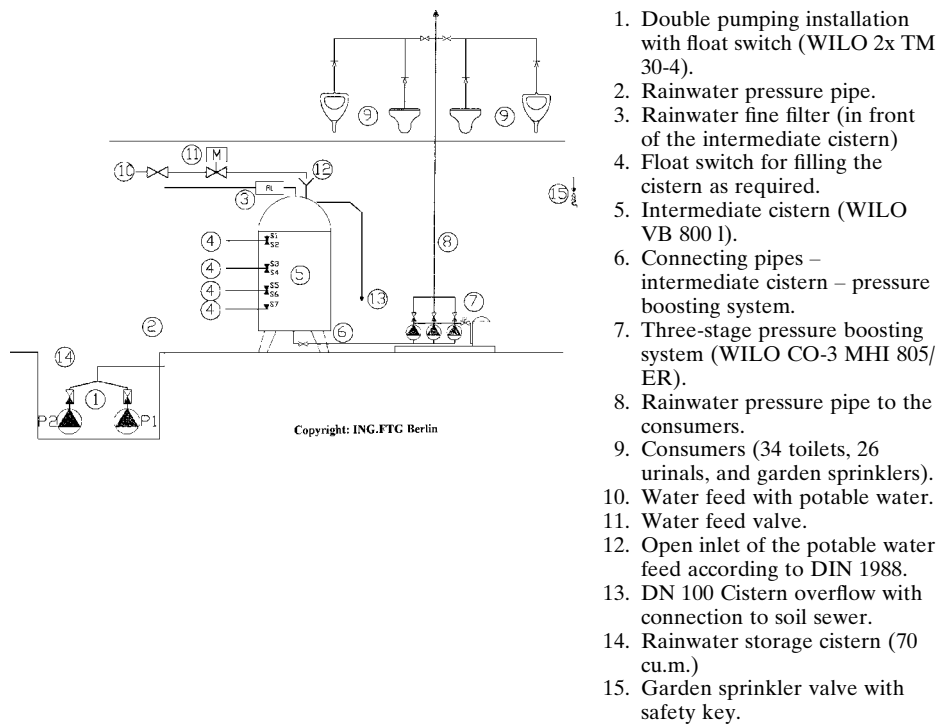 9
9
11
M
10
12
3
RL
15
4
S1
S2
8
4
S3
S4
5
4
S5
S6
4
S7
13
7
2
6
14
P2
1
P1
Copyright: ING.FTG Berlin
1. Double pumping installation
with float switch (WILO 2x TM
30-4).
2. Rainwater pressure pipe.
3. Rainwater fine filter (in front
of the intermediate cistern)
4. Float switch for filling the
cistern as required.
5. Intermediate cistern (WILO
VB 800 l).
6. Connecting pipes –
intermediate cistern – pressure
boosting system.
7. Three-stage pressure boosting
system (WILO CO-3 MHI 805/
ER).
8. Rainwater pressure pipe to the
consumers.
9. Consumers (34 toilets, 26
urinals, and garden sprinklers).
10. Water feed with potable water.
11. Water feed valve.
12. Open inlet of the potable water
feed according to DIN 1988.
13. DN 100 Cistern overflow with
connection to soil sewer.
14. Rainwater storage cistern (70
cu.m.)
15. Garden sprinkler valve with
safety key.